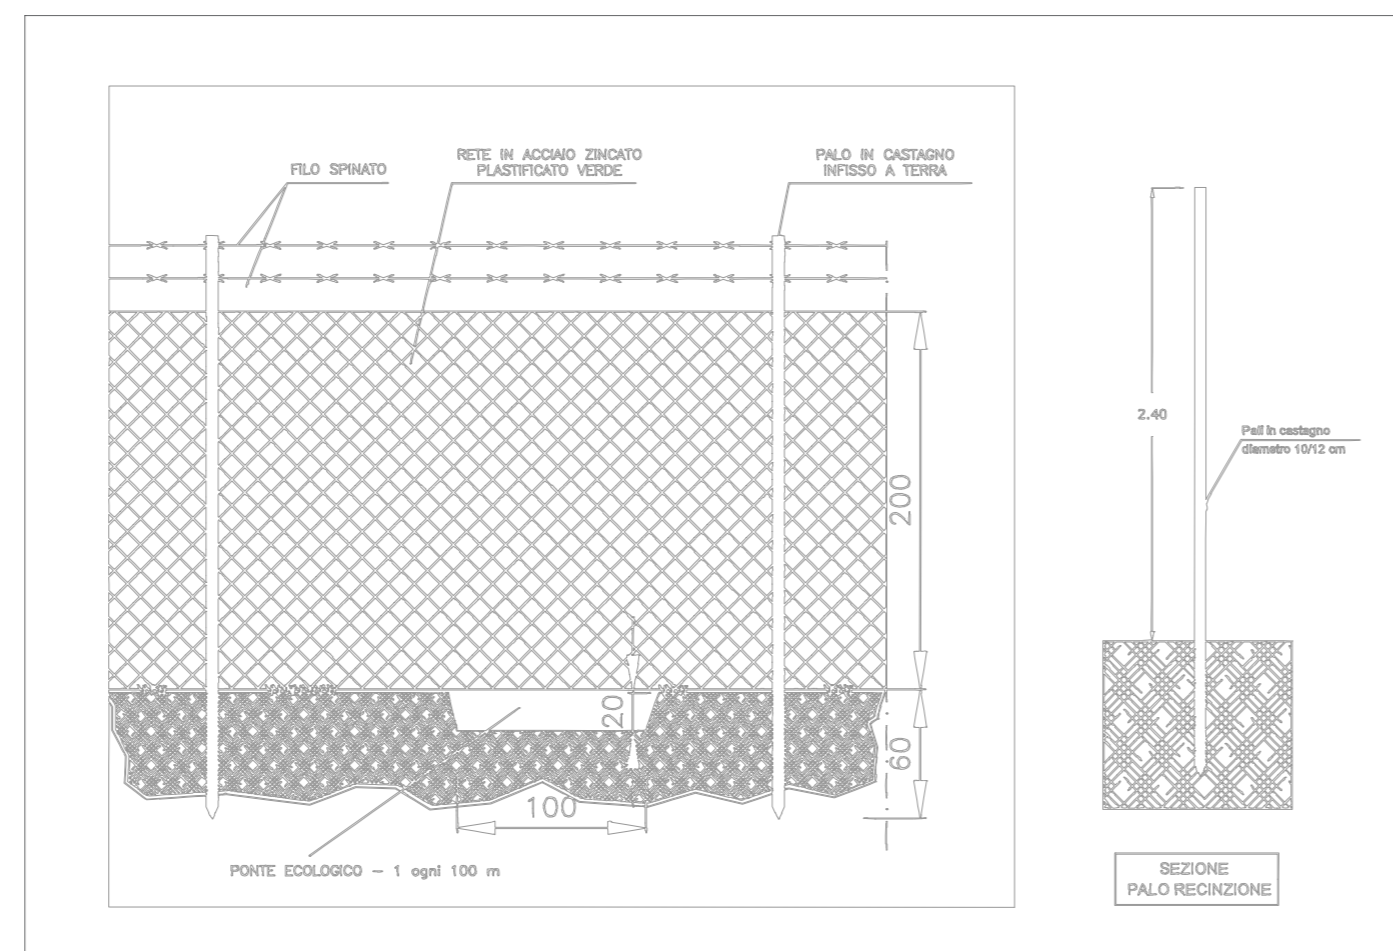 FILO SPINATO
RETE IN ACCIAIO ZINCATO
PLASTIFICATO VERDE
PALO IN CASTAGNO
INFISSO A TERRA
2.40
Pali in castagno
diametro 10/12 cm
200
20
60
100
PONTE ECOLOGICO – 1 ogni 100 m
SEZIONE
PALO RECINZIONE